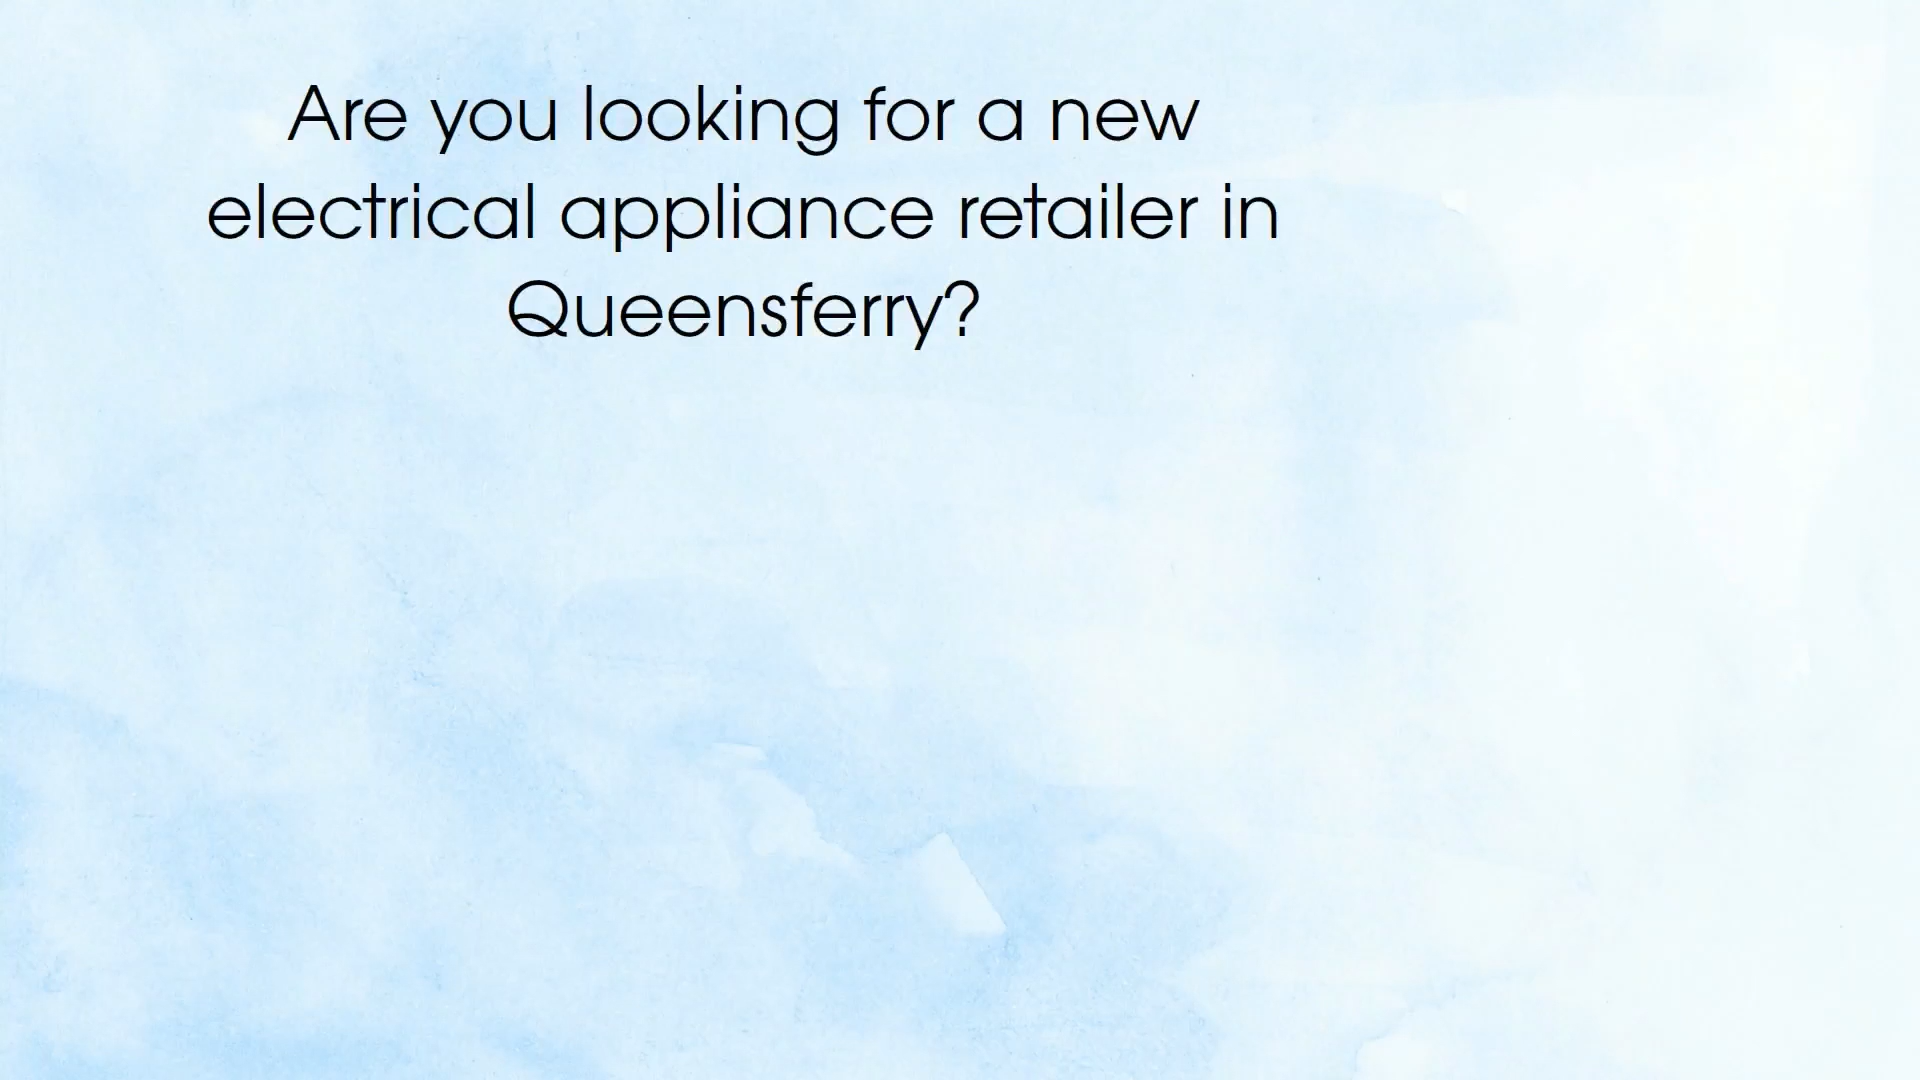 Are you looking for a new
electrical appliance retailer in
Queensferry?